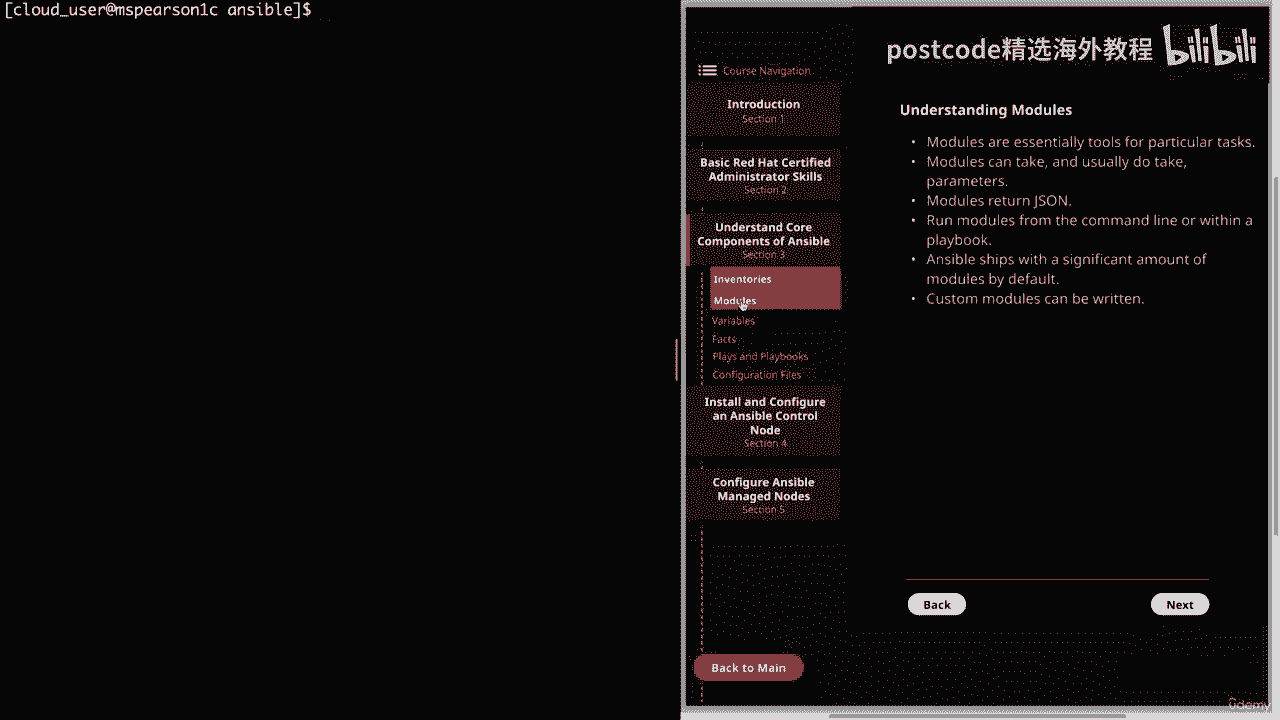 [cloud_user@mspearson1c ansible]$
postcode精选海外教程 bilibili
Course Navigation
Introduction
Section 1
Basic Red Hat Certified
Administrator Skills
Section 2
Understand Core
Components of Ansible
Section 3
Inventories
Modules
Variables
Facts
Plays and Playbooks
Configuration Files
Install and Configure
an Ansible Control
Node
Section 4
Configure Ansible
Managed Nodes
Section 5
Back to Main
Understanding Modules
• Modules are essentially tools for particular tasks.
• Modules can take, and usually do take,
parameters.
• Modules return JSON.
• Run modules from the command line or within a
playbook.
• Ansible ships with a significant amount of
modules by default.
• Custom modules can be written.
Back
Next
ûdemy